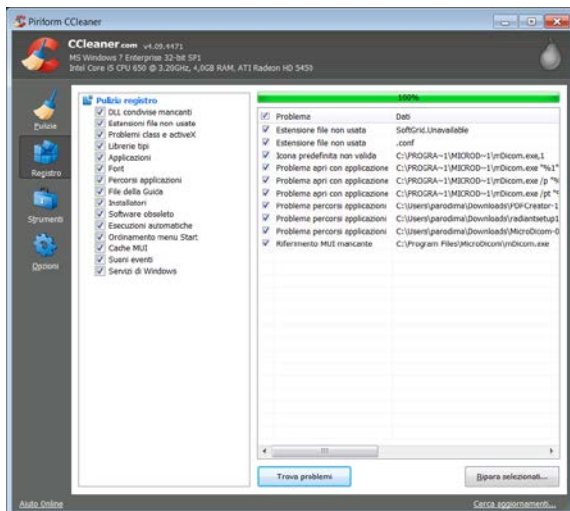 Piriform CCleaner
CCleaner.com v4.09.4471
MS Windows 7 Enterprise 32-bit SP1
Intel Core i5 CPU 650 @ 3.20GHz, 4,0GB RAM, ATI Radeon HD 5450
Pulizia
Registro
Strumenti
Opzioni
Pulizia registro
DLL condivise mancanti
Estensioni file non usate
Problemi class e activeX
Librerie tipi
Applicazioni
Font
Percorsi applicazioni
File della Guida
Installatori
Software obsoleto
Esecuzioni automatiche
Ordinamento menu Start
Cache MUI
Suoni eventi
Servizi di Windows
100%
Problema Dati
Estensione file non usata SoftGrid.Unavailable
Estensione file non usata .conf
Icona predefinita non valida C:\PROGRA~1\MICROD~1\mDicom.exe,1
Problema apri con applicazione C:\PROGRA~1\MICROD~1\mDicom.exe "%1"
Problema apri con applicazione C:\PROGRA~1\MICROD~1\mDicom.exe /p "%
Problema apri con applicazione C:\PROGRA~1\MICROD~1\mDicom.exe /pt "%
Problema percorsi applicazioni C:\Users\parodima\Downloads\PDFCreator-1
Problema percorsi applicazioni C:\Users\parodima\Downloads\radiantsetup1
Problema percorsi applicazioni C:\Users\parodima\Downloads\MicroDicom-0
Riferimento MUI mancante C:\Program Files\MicroDicom\mDicom.exe
Trova problemi
Ripara selezionati...
Aiuto Online
Cerca aggiornamenti...